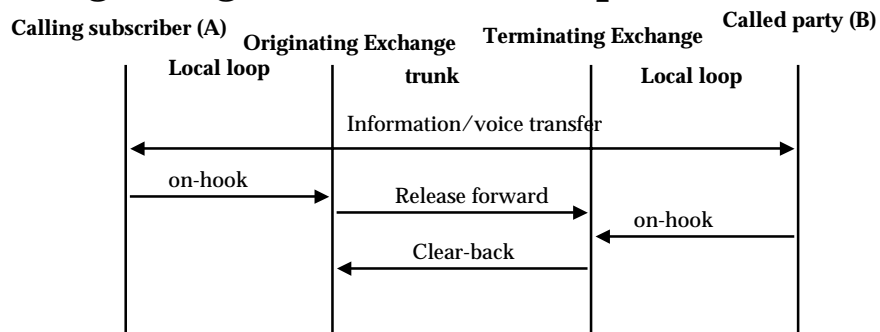 Calling subscriber (A)
Originating Exchange
Terminating Exchange
Called party (B)
Local loop
trunk
Local loop
Information/voice transfer
on-hook
Release forward
on-hook
Clear-back